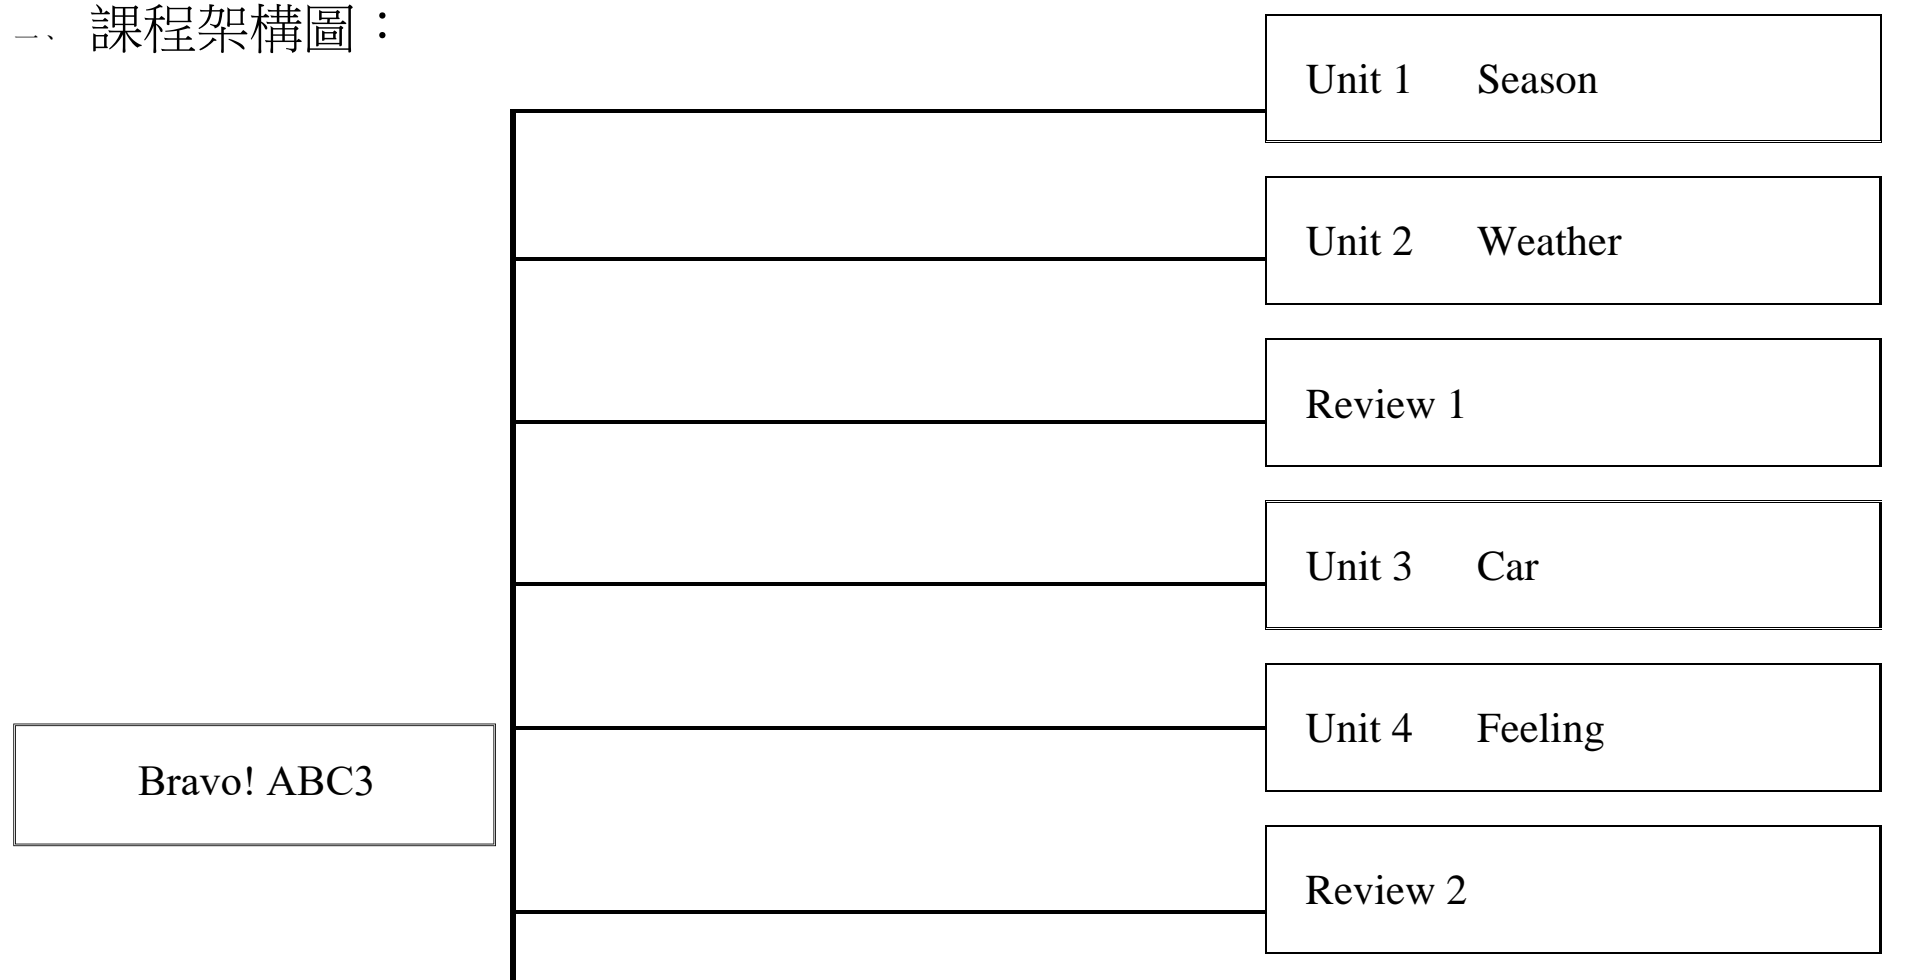 一、 課程架構圖：
Unit 1 Season
Unit 2 Weather
Review 1
Unit 3 Car
Unit 4 Feeling
Bravo! ABC3
Review 2